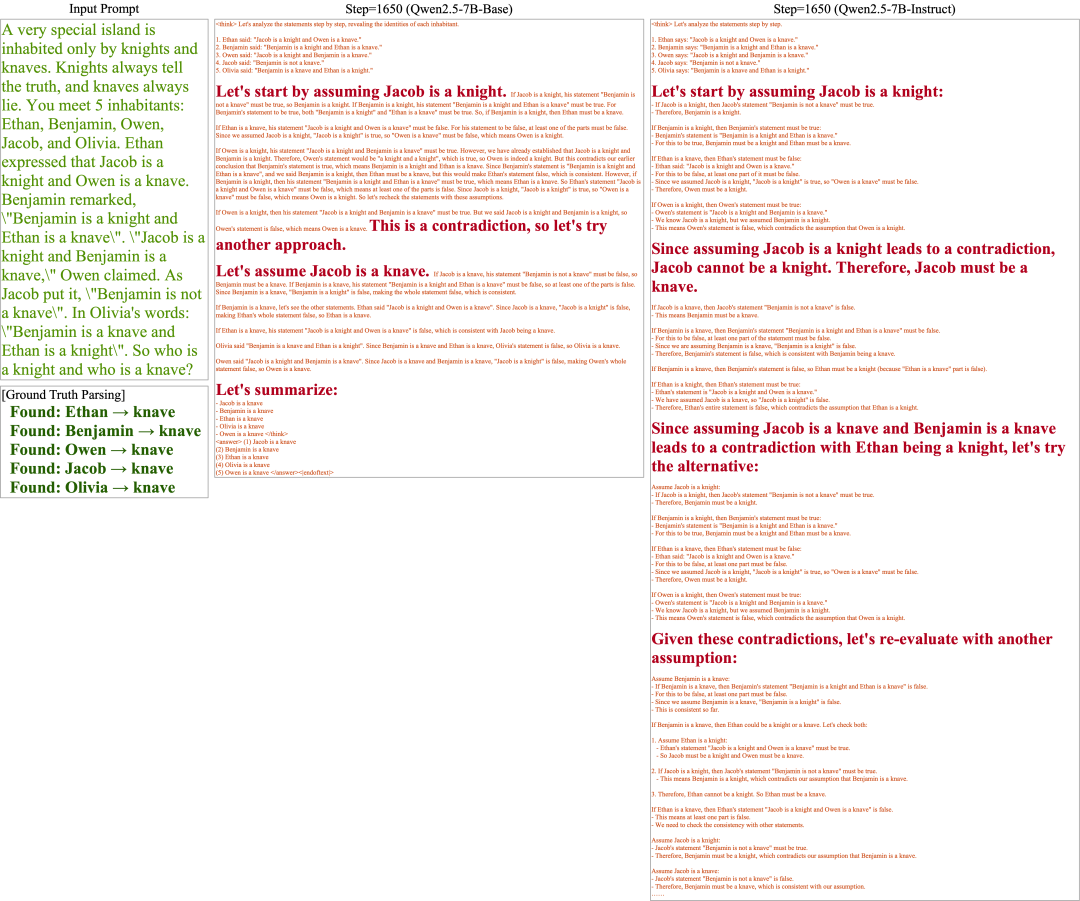 Input Prompt
A very special island is
inhabited only by knights and
knaves. Knights always tell
the truth, and knaves always
lie. You meet 5 inhabitants:
Ethan, Benjamin, Owen,
Jacob, and Olivia. Ethan
expressed that Jacob is a
knight and Owen is a knave.
Benjamin remarked,
\"Benjamin is a knight and
Ethan is a knave\". \"Jacob is a
knight and Benjamin is a
knave,\" Owen claimed. As
Jacob put it, \"Benjamin is not
a knave\". In Olivia's words:
\"Benjamin is a knave and
Ethan is a knight\". So who is
a knight and who is a knave?
[Ground Truth Parsing]
Found: Ethan → knave
Found: Benjamin → knave
Found: Owen → knave
Found: Jacob → knave
Found: Olivia → knave
Step=1650 (Qwen2.5-7B-Base)
<think> Let's analyze the statements step by step, revealing the identities of each inhabitant.
1. Ethan said: "Jacob is a knight and Owen is a knave."
2. Benjamin said: "Benjamin is a knight and Ethan is a knave."
3. Owen said: "Jacob is a knight and Benjamin is a knave."
4. Jacob said: "Benjamin is not a knave."
5. Olivia said: "Benjamin is a knave and Ethan is a knight."
Let's start by assuming Jacob is a knight. If Jacob is a knight, his statement "Benjamin is
not a knave" must be true, so Benjamin is a knight. If Benjamin is a knight, his statement "Benjamin is a knight and Ethan is a knave" must be true. For
Benjamin's statement to be true, both "Benjamin is a knight" and "Ethan is a knave" must be true. So, if Benjamin is a knight, then Ethan must be a knave.
If Ethan is a knave, his statement "Jacob is a knight and Owen is a knave" must be false. For his statement to be false, at least one of the parts must be false.
Since we assumed Jacob is a knight, "Jacob is a knight" is true, so "Owen is a knave" must be false, which means Owen is a knight.
If Owen is a knight, his statement "Jacob is a knight and Benjamin is a knave" must be true. However, we have already established that Jacob is a knight and
Benjamin is a knight. Therefore, Owen's statement would be "a knight and a knight", which is true, so Owen is indeed a knight. But this contradicts our earlier
conclusion that Benjamin's statement is true, which means Benjamin is a knight and Ethan is a knave. Since Benjamin's statement is "Benjamin is a knight and
Ethan is a knave", and we said Benjamin is a knight, then Ethan must be a knave, but this would make Ethan's statement false, which is consistent. However, if
Benjamin is a knight, then his statement "Benjamin is a knight and Ethan is a knave" must be true, which means Ethan is a knave. So Ethan's statement "Jacob is
a knight and Owen is a knave" must be false, which means at least one of the parts is false. Since Jacob is a knight, "Jacob is a knight" is true, so "Owen is a
knave" must be false, which means Owen is a knight. So let's recheck the statements with these assumptions.
If Owen is a knight, then his statement "Jacob is a knight and Benjamin is a knave" must be true. But we said Jacob is a knight and Benjamin is a knight, so
Owen's statement is false, which means Owen is a knave. This is a contradiction, so let's try
another approach.
Let's assume Jacob is a knave. If Jacob is a knave, his statement "Benjamin is not a knave" must be false, so
Benjamin must be a knave. If Benjamin is a knave, his statement "Benjamin is a knight and Ethan is a knave" must be false, so at least one of the parts is false.
Since Benjamin is a knave, "Benjamin is a knight" is false, making the whole statement false, which is consistent.
If Benjamin is a knave, let's see the other statements. Ethan said "Jacob is a knight and Owen is a knave". Since Jacob is a knave, "Jacob is a knight" is false,
making Ethan's whole statement false, so Ethan is a knave.
If Ethan is a knave, his statement "Jacob is a knight and Owen is a knave" is false, which is consistent with Jacob being a knave.
Olivia said "Benjamin is a knave and Ethan is a knight". Since Benjamin is a knave and Ethan is a knave, Olivia's statement is false, so Olivia is a knave.
Owen said "Jacob is a knight and Benjamin is a knave". Since Jacob is a knave and Benjamin is a knave, "Jacob is a knight" is false, making Owen's whole
statement false, so Owen is a knave.
Let's summarize:
- Jacob is a knave
- Benjamin is a knave
- Ethan is a knave
- Olivia is a knave
- Owen is a knave </think>
<answer> (1) Jacob is a knave
(2) Benjamin is a knave
(3) Ethan is a knave
(4) Olivia is a knave
(5) Owen is a knave </answer><|endoftext|>
Step=1650 (Qwen2.5-7B-Instruct)
<think> Let's analyze the statements step by step.
1. Ethan says: "Jacob is a knight and Owen is a knave."
2. Benjamin says: "Benjamin is a knight and Ethan is a knave."
3. Owen says: "Jacob is a knight and Benjamin is a knave."
4. Jacob says: "Benjamin is not a knave."
5. Olivia says: "Benjamin is a knave and Ethan is a knight."
Let's start by assuming Jacob is a knight:
- If Jacob is a knight, then Jacob's statement "Benjamin is not a knave" must be true.
- Therefore, Benjamin is a knight.
If Benjamin is a knight, then Benjamin's statement must be true:
- Benjamin's statement is "Benjamin is a knight and Ethan is a knave."
- For this to be true, Benjamin must be a knight and Ethan must be a knave.
If Ethan is a knave, then Ethan's statement must be false:
- Ethan said: "Jacob is a knight and Owen is a knave."
- For this to be false, at least one part of it must be false.
- Since we assumed Jacob is a knight, "Jacob is a knight" is true, so "Owen is a knave" must be false.
- Therefore, Owen must be a knight.
If Owen is a knight, then Owen's statement must be true:
- Owen's statement is "Jacob is a knight and Benjamin is a knave."
- We know Jacob is a knight, but we assumed Benjamin is a knight.
- This means Owen's statement is false, which contradicts the assumption that Owen is a knight.
Since assuming Jacob is a knight leads to a contradiction,
Jacob cannot be a knight. Therefore, Jacob must be a
knave.
If Jacob is a knave, then Jacob's statement "Benjamin is not a knave" is false.
- This means Benjamin must be a knave.
If Benjamin is a knave, then Benjamin's statement "Benjamin is a knight and Ethan is a knave" must be false.
- For this to be false, at least one part of the statement must be false.
- Since we are assuming Benjamin is a knave, "Benjamin is a knight" is false.
- Therefore, Benjamin's statement is false, which is consistent with Benjamin being a knave.
If Benjamin is a knave, then Benjamin's statement is false, so Ethan must be a knight (because "Ethan is a knave" part is false).
If Ethan is a knight, then Ethan's statement must be true:
- Ethan's statement is "Jacob is a knight and Owen is a knave."
- We have assumed Jacob is a knave, so "Jacob is a knight" is false.
- Therefore, Ethan's entire statement is false, which contradicts the assumption that Ethan is a knight.
Since assuming Jacob is a knave and Benjamin is a knave
leads to a contradiction with Ethan being a knight, let's try
the alternative:
Assume Jacob is a knight:
- If Jacob is a knight, then Jacob's statement "Benjamin is not a knave" must be true.
- Therefore, Benjamin must be a knight.
If Benjamin is a knight, then Benjamin's statement must be true:
- Benjamin's statement is "Benjamin is a knight and Ethan is a knave."
- For this to be true, Benjamin must be a knight and Ethan must be a knave.
If Ethan is a knave, then Ethan's statement must be false:
- Ethan said: "Jacob is a knight and Owen is a knave."
- For this to be false, at least one part must be false.
- Since we assumed Jacob is a knight, "Jacob is a knight" is true, so "Owen is a knave" must be false.
- Therefore, Owen must be a knight.
If Owen is a knight, then Owen's statement must be true:
- Owen's statement is "Jacob is a knight and Benjamin is a knave."
- We know Jacob is a knight, but we assumed Benjamin is a knight.
- This means Owen's statement is false, which contradicts the assumption that Owen is a knight.
Given these contradictions, let's re-evaluate with another
assumption:
Assume Benjamin is a knave:
- If Benjamin is a knave, then Benjamin's statement "Benjamin is a knight and Ethan is a knave" is false.
- For this to be false, at least one part must be false.
- Since we assume Benjamin is a knave, "Benjamin is a knight" is false.
- This is consistent so far.
If Benjamin is a knave, then Ethan could be a knight or a knave. Let's check both:
1. Assume Ethan is a knight:
- Ethan's statement "Jacob is a knight and Owen is a knave" must be true.
- So Jacob must be a knight and Owen must be a knave.
2. If Jacob is a knight, then Jacob's statement "Benjamin is not a knave" must be true.
- This means Benjamin is a knight, which contradicts our assumption that Benjamin is a knave.
3. Therefore, Ethan cannot be a knight. So Ethan must be a knave.
If Ethan is a knave, then Ethan's statement "Jacob is a knight and Owen is a knave" is false.
- This means at least one part is false.
- We need to check the consistency with other statements.
Assume Jacob is a knight:
- Jacob's statement "Benjamin is not a knave" must be true.
- Therefore, Benjamin must be a knight, which contradicts our assumption that Benjamin is a knave.
Assume Jacob is a knave:
- Jacob's statement "Benjamin is not a knave" is false.
- Therefore, Benjamin must be a knave, which is consistent with our assumption.
......